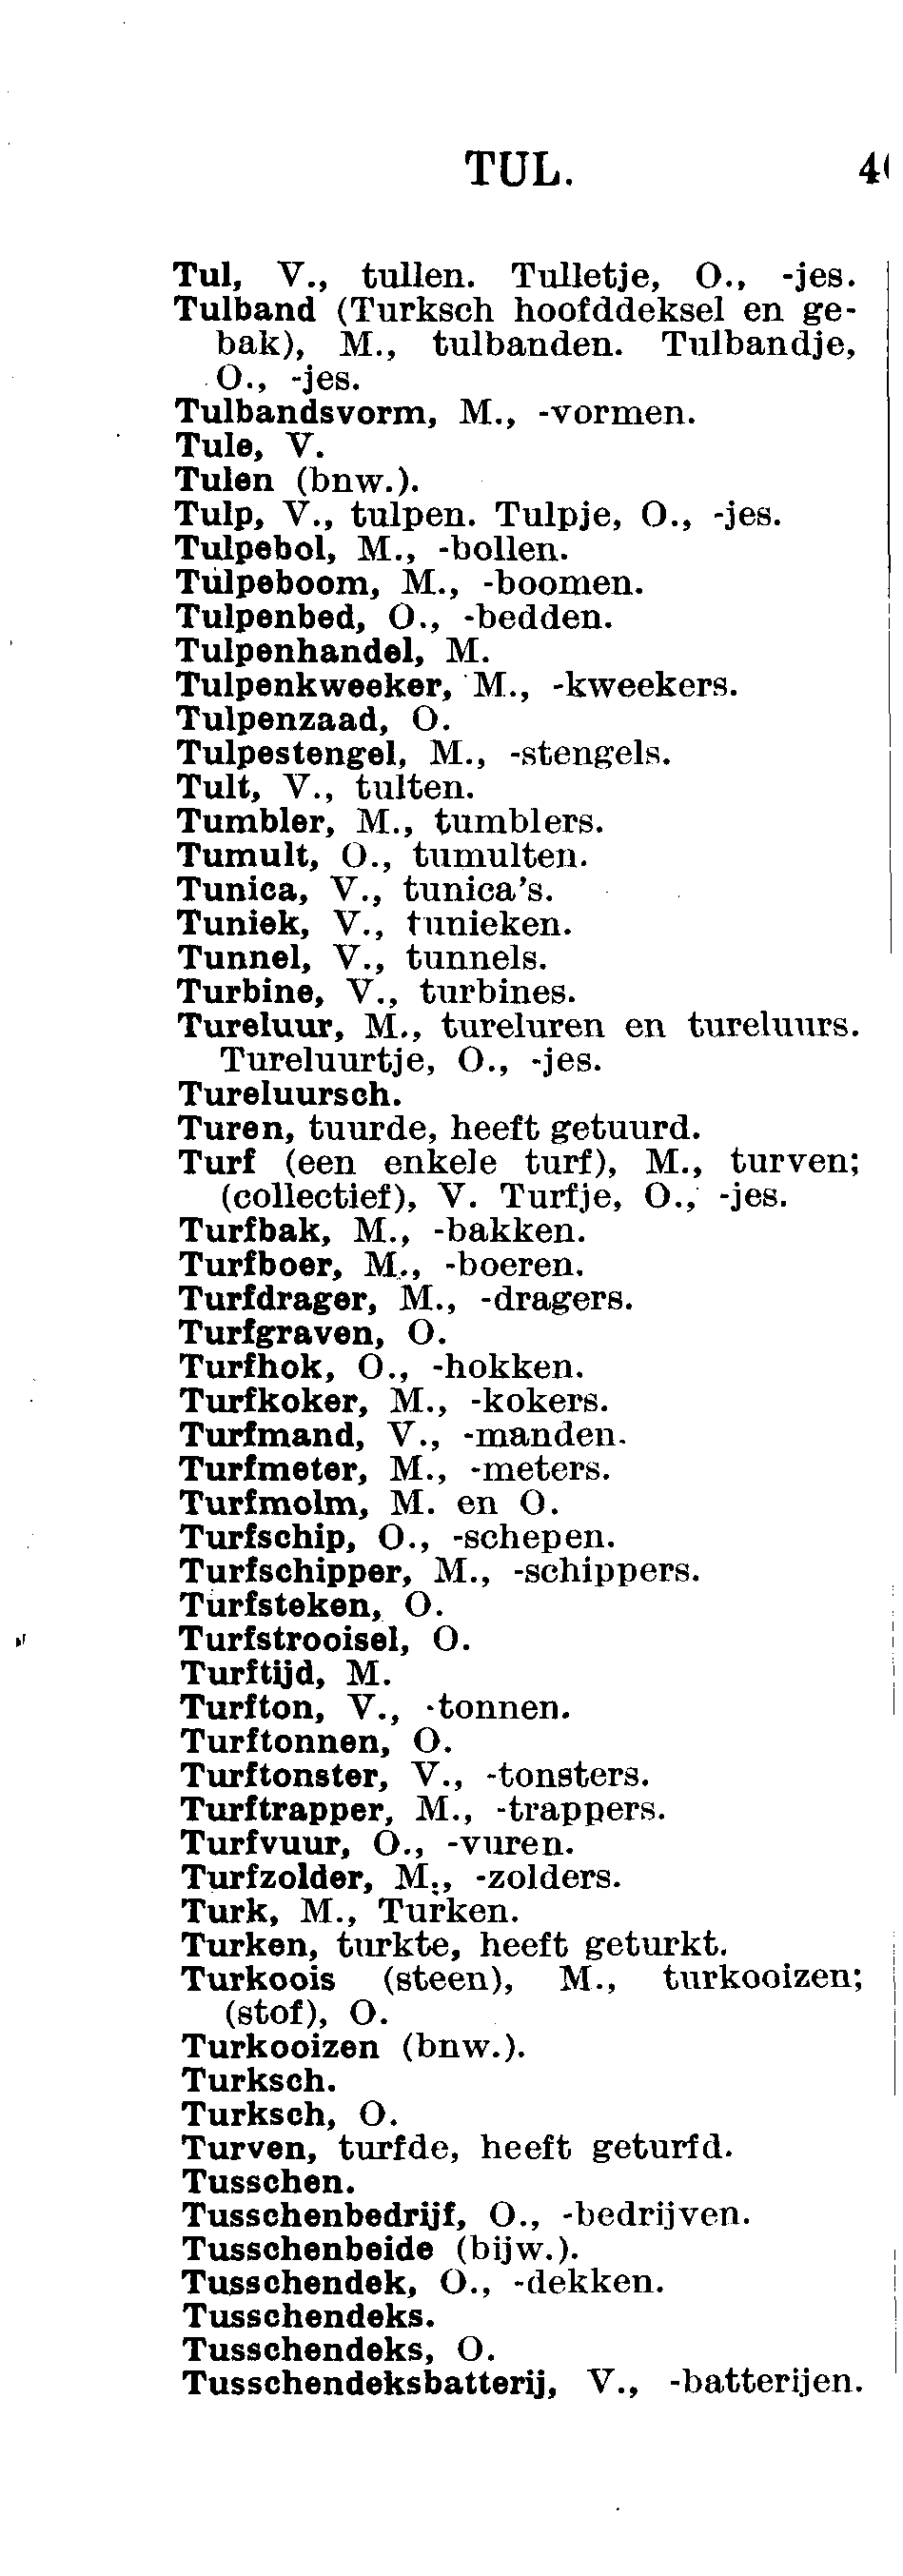 TUL.
Tul, V., tullen. Tulletje, O., -jes.
Tulband (Turksch hoofddeksel en ge-
bak), M., tulbanden. Tulbandje,
O., -jes.
Tulbandsvorm, M., -vormen.
Tule, V.
Tulen (bnw.).
Tulp, V., tulpen. Tulpje, O., -jes.
Tulpebol, M., -bollen.
Tulpeboom, M., -boomen.
Tulpenbed, O., -bedden.
Tulpenhandel, M.
Tulpenkweeker, M., -kweekers.
Tulpenzaad, O.
Tulpestengel, M., -stengels.
Tult, V., tulten.
Tumbler, M., tumblers.
Tumult, O., tumulten.
Tunica, V., tunica's.
Tuniek, V., tunieken.
Tunnel, V., tunnels.
Turbine, V., turbines.
Tureluur, M., tureluren en tureluurs.
Tureluurtje, O., -jes.
Tureluursch.
Turen, tuurde, heeft getuurd.
Turf (een enkele turf), M., turven;
(collectief), V. Turfje, O., -jes.
Turfbak, M., -bakken.
Turfboer, M., -boeren.
Turfdrager, M., -dragers.
Turfgraven, O.
Turfhok, O., -hokken.
Turfkoker, M., -kokers.
Turfmand, V., -manden.
Turfmeter, M., -meters.
Turfmolm, M. en O.
Turfschip, O., -schepen.
Turfschipper, M., -schippers.
Turfsteken, O.
Turfstrooisel, O.
Turftijd, M.
Turfton, V., -tonnen.
Turftonnen, O.
Turftonster, V., -tonsters.
Turftrapper, M., -trappers.
Turfvuur, O., -vuren.
Turfzolder, M., -zolders.
Turk, M., Turken.
Turken, turkte, heeft geturkt.
Turkoois (steen), M., turkooizen;
(stof), O.
Turkooizen (bnw.).
Turksch.
Turksch, O.
Turven, turfde, heeft geturfd.
Tusschen.
Tusschenbedrijf, O., -bedrijven.
Tusschenbeide (bijw.).
Tusschendek, O., -dekken.
Tusschendeks.
Tusschendeks, O.
Tusschendeksbatterij, V., -batterijen.